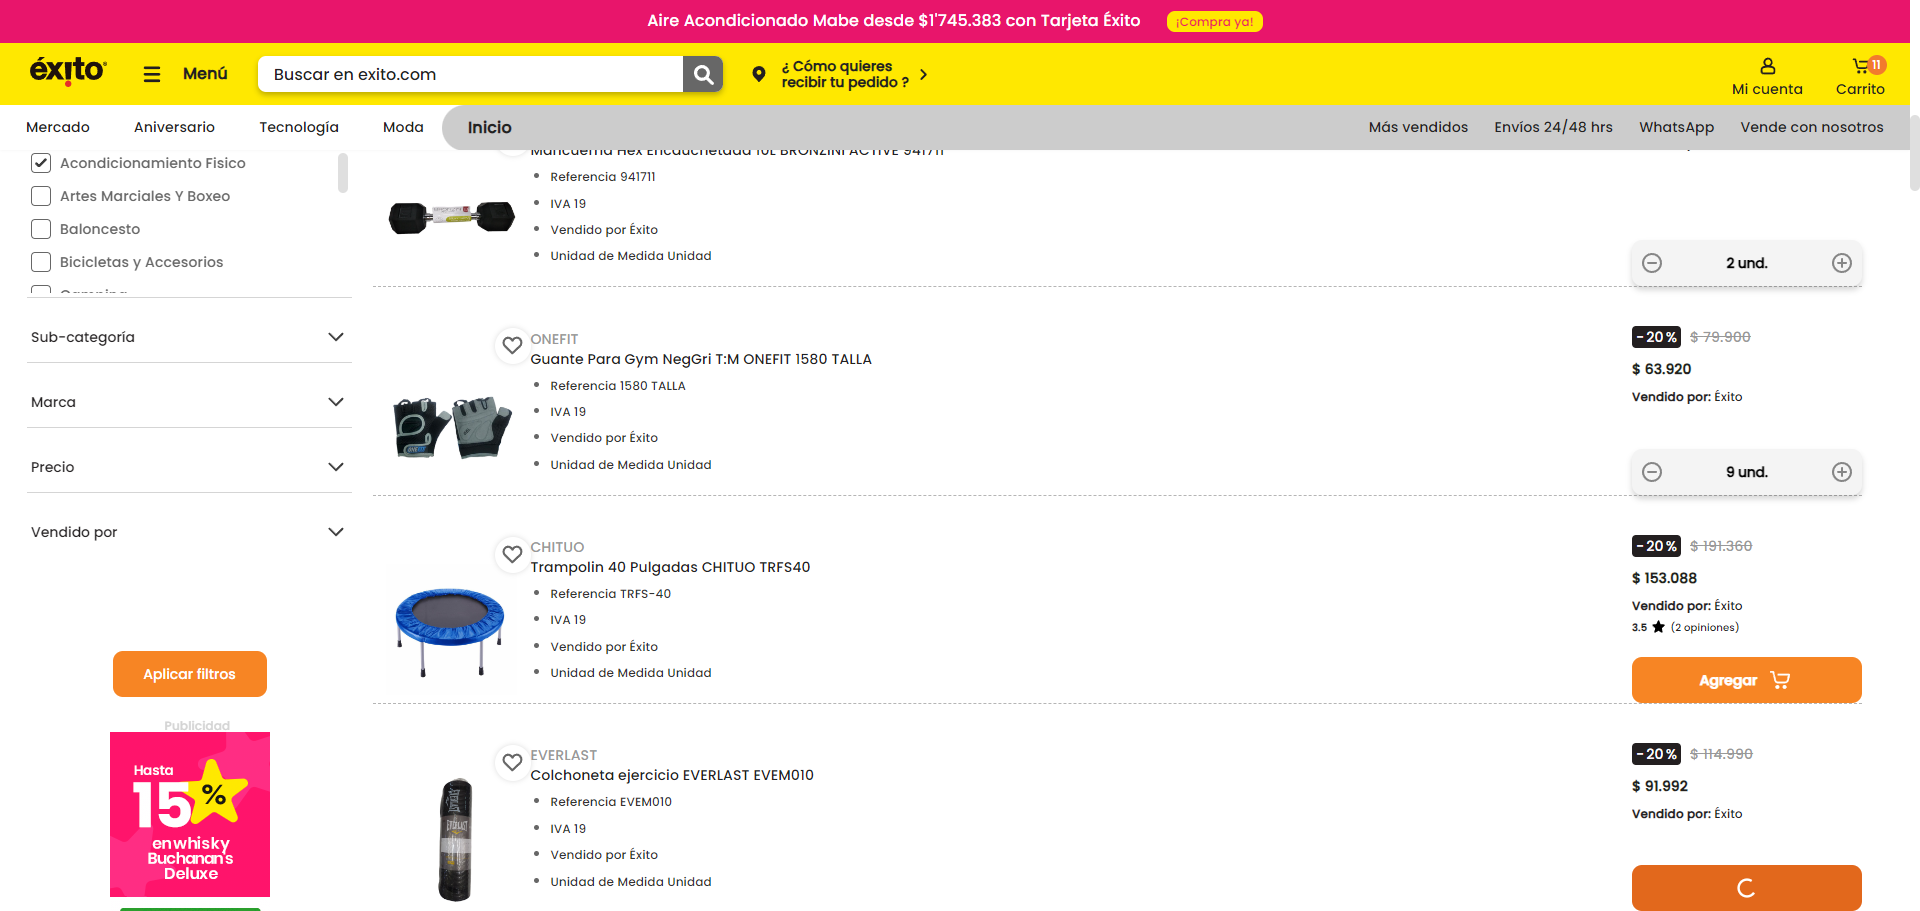 Aire Acondicionado Mabe desde $1'745.383 con Tarjeta Éxito
¡Compra ya!
éxito
Menú
Buscar en exito.com
¿ Cómo quieres
recibir tu pedido ?
Mi cuenta
11
Carrito
Mercado
Aniversario
Tecnología
Moda
Inicio
Más vendidos
Envíos 24/48 hrs
WhatsApp
Vende con nosotros
Acondicionamiento Fisico
Artes Marciales Y Boxeo
Baloncesto
Bicicletas y Accesorios
Camping
Sub-categoría
Marca
Precio
Vendido por
Aplicar filtros
Publicidad
Hasta
15%
en whisky
Buchanan's
Deluxe
Mancuerna Hex Encauchetada 10L BRONZINI ACTIVE 941711
Referencia 941711
IVA 19
Vendido por Éxito
Unidad de Medida Unidad
2 und.
ONEFIT
Guante Para Gym NegGri T:M ONEFIT 1580 TALLA
Referencia 1580 TALLA
IVA 19
Vendido por Éxito
Unidad de Medida Unidad
-20%
$ 79.900
$ 63.920
Vendido por: Éxito
9 und.
CHITUO
Trampolin 40 Pulgadas CHITUO TRFS40
Referencia TRFS-40
IVA 19
Vendido por Éxito
Unidad de Medida Unidad
-20%
$ 191.360
$ 153.088
Vendido por: Éxito
3.5 ★ (2 opiniones)
Agregar
EVERLAST
Colchoneta ejercicio EVERLAST EVEM010
Referencia EVEM010
IVA 19
Vendido por Éxito
Unidad de Medida Unidad
-20%
$ 114.990
$ 91.992
Vendido por: Éxito